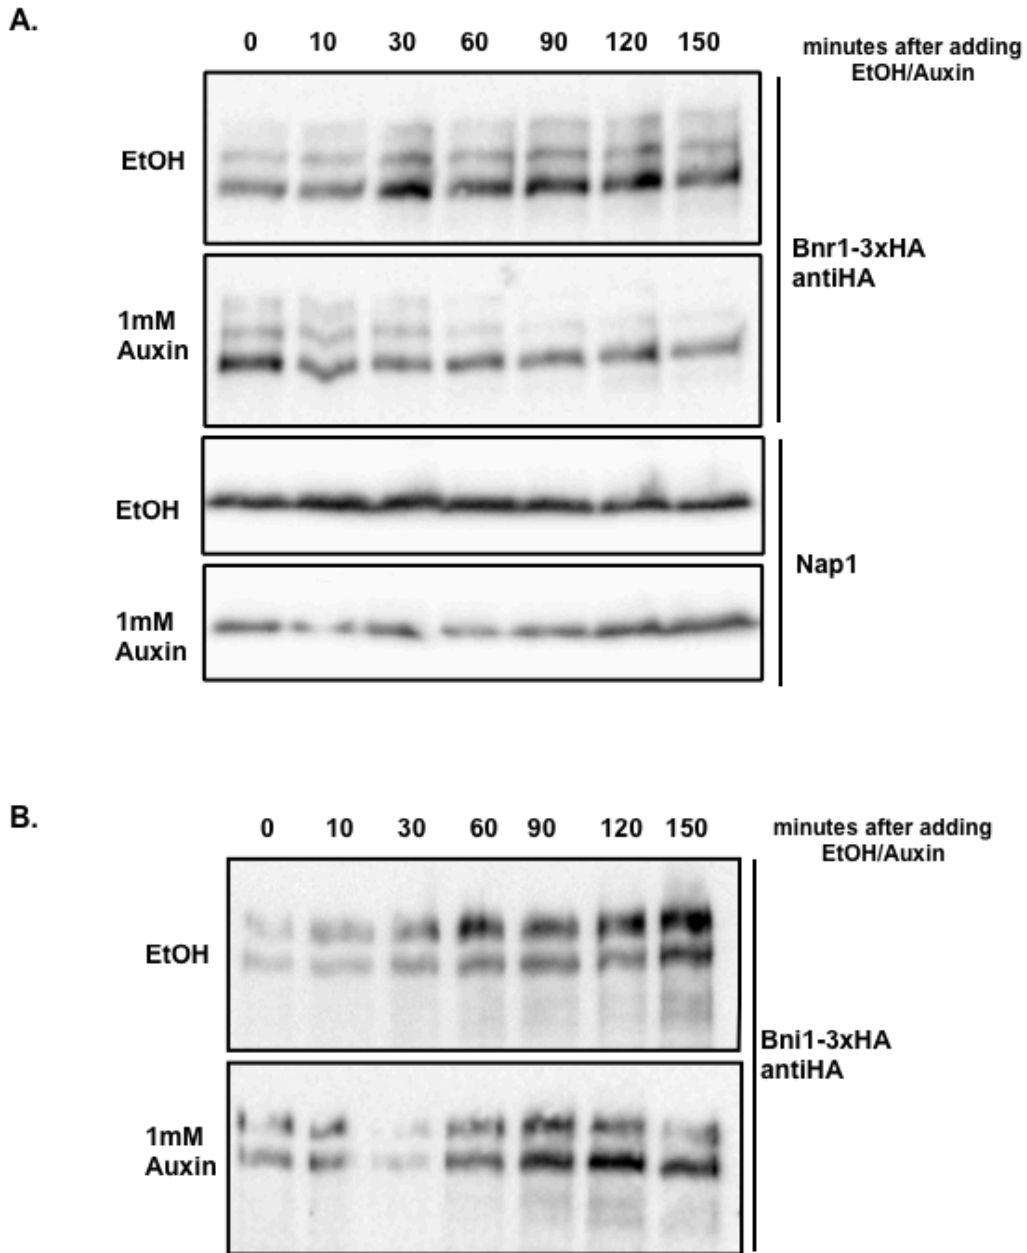 A.
0 10 30 60 90 120 150
minutes after adding
EtOH/Auxin
EtOH
Bnr1-3xHA
antiHA
1mM
Auxin
EtOH
Nap1
1mM
Auxin
B.
0 10 30 60 90 120 150
minutes after adding
EtOH/Auxin
EtOH
Bni1-3xHA
antiHA
1mM
Auxin